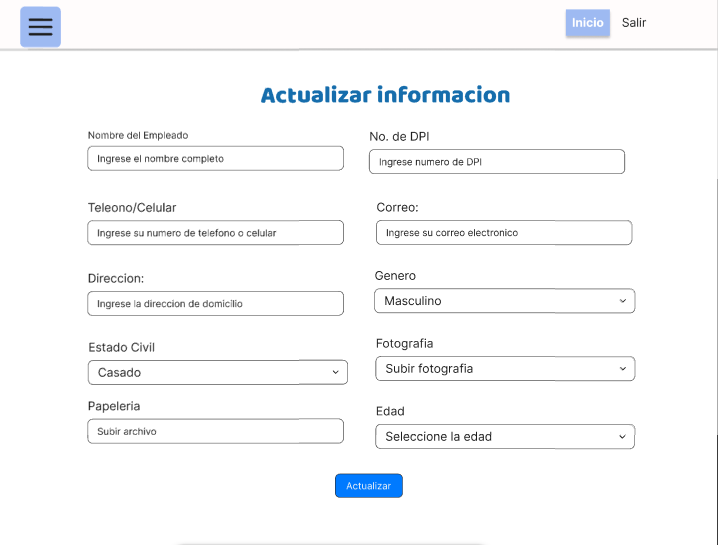 Inicio Salir
Actualizar informacion
Nombre del Empleado
Ingrese el nombre completo
No. de DPI
Ingrese numero de DPI
Teleono/Celular
Ingrese su numero de telefono o celular
Correo:
Ingrese su correo electronico
Direccion:
Ingrese la direccion de domicilio
Genero
Masculino
Estado Civil
Casado
Fotografia
Subir fotografia
Papeleria
Subir archivo
Edad
Seleccione la edad
Actualizar